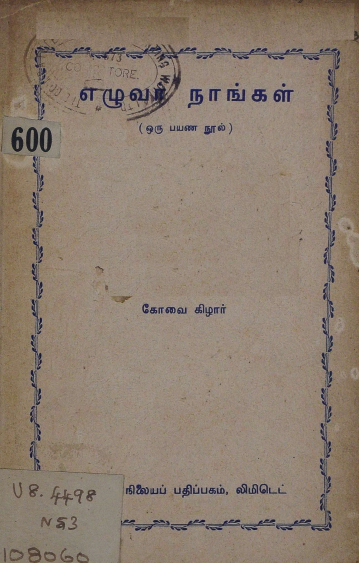 எழுவர் நாங்கள்
(ஒரு பயண நூல்)
600
கோவை கிழார்
நிலையப் பதிப்பகம், லிமிடெட்
U8.4498
N53
108060